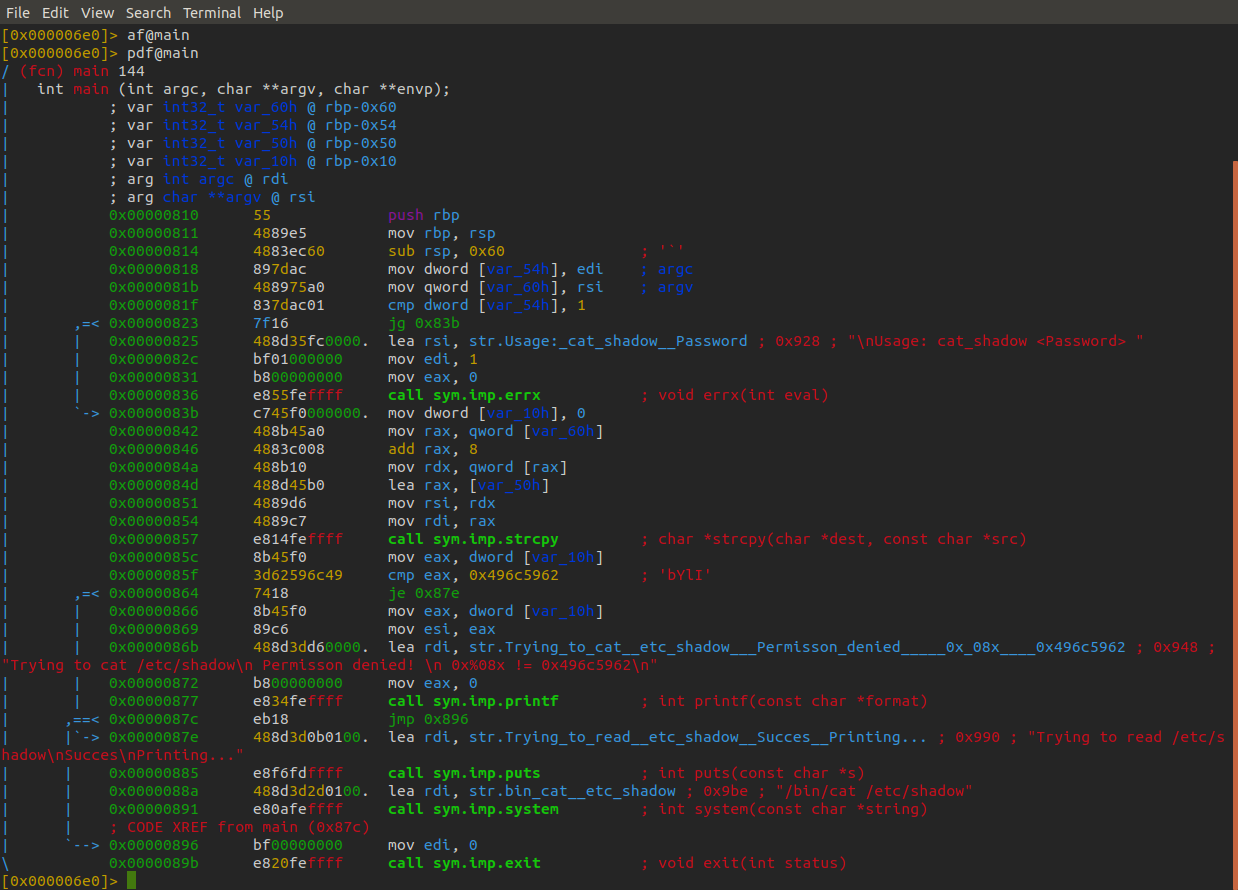 File Edit View Search Terminal Help
[0x000006e0]> af@main
[0x000006e0]> pdf@main
/ (fcn) main 144
|   int main (int argc, char **argv, char **envp);
|           ; var int32_t var_60h @ rbp-0x60
|           ; var int32_t var_54h @ rbp-0x54
|           ; var int32_t var_50h @ rbp-0x50
|           ; var int32_t var_10h @ rbp-0x10
|           ; arg int argc @ rdi
|           ; arg char **argv @ rsi
|           0x00000810      55             push rbp
|           0x00000811      4889e5         mov rbp, rsp
|           0x00000814      4883ec60       sub rsp, 0x60               ; '`'
|           0x00000818      897dac         mov dword [var_54h], edi    ; argc
|           0x0000081b      488975a0       mov qword [var_60h], rsi    ; argv
|           0x0000081f      837dac01       cmp dword [var_54h], 1
|       ,=< 0x00000823      7f16           jg 0x83b
|       |   0x00000825      488d35fc0000.  lea rsi, str.Usage:_cat_shadow__Password ; 0x928 ; "\nUsage: cat_shadow <Password> "
|       |   0x0000082c      bf01000000     mov edi, 1
|       |   0x00000831      b800000000     mov eax, 0
|       |   0x00000836      e855feffff     call sym.imp.errx           ; void errx(int eval)
|       `-> 0x0000083b      c745f0000000.  mov dword [var_10h], 0
|           0x00000842      488b45a0       mov rax, qword [var_60h]
|           0x00000846      4883c008       add rax, 8
|           0x0000084a      488b10         mov rdx, qword [rax]
|           0x0000084d      488d45b0       lea rax, [var_50h]
|           0x00000851      4889d6         mov rsi, rdx
|           0x00000854      4889c7         mov rdi, rax
|           0x00000857      e814feffff     call sym.imp.strcpy         ; char *strcpy(char *dest, const char *src)
|           0x0000085c      8b45f0         mov eax, dword [var_10h]
|           0x0000085f      3d62596c49     cmp eax, 0x496c5962         ; 'bYlI'
|       ,=< 0x00000864      7418           je 0x87e
|       |   0x00000866      8b45f0         mov eax, dword [var_10h]
|       |   0x00000869      89c6           mov esi, eax
|       |   0x0000086b      488d3dd60000.  lea rdi, str.Trying_to_cat__etc_shadow___Permisson_denied_____0x_08x____0x496c5962 ; 0x948 ;
"Trying to cat /etc/shadow\n Permisson denied! \n 0x%08x != 0x496c5962\n"
|       |   0x00000872      b800000000     mov eax, 0
|       |   0x00000877      e834feffff     call sym.imp.printf         ; int printf(const char *format)
|      ,==< 0x0000087c      eb18           jmp 0x896
|      |`-> 0x0000087e      488d3d0b0100.  lea rdi, str.Trying_to_read__etc_shadow__Succes__Printing... ; 0x990 ; "Trying to read /etc/s
hadow\nSucces\nPrinting..."
|      |    0x00000885      e8f6fdffff     call sym.imp.puts           ; int puts(const char *s)
|      |    0x0000088a      488d3d2d0100.  lea rdi, str.bin_cat__etc_shadow ; 0x9be ; "/bin/cat /etc/shadow"
|      |    0x00000891      e80afeffff     call sym.imp.system         ; int system(const char *string)
|      |    ; CODE XREF from main (0x87c)
|      `--> 0x00000896      bf00000000     mov edi, 0
\           0x0000089b      e820feffff     call sym.imp.exit           ; void exit(int status)
[0x000006e0]>